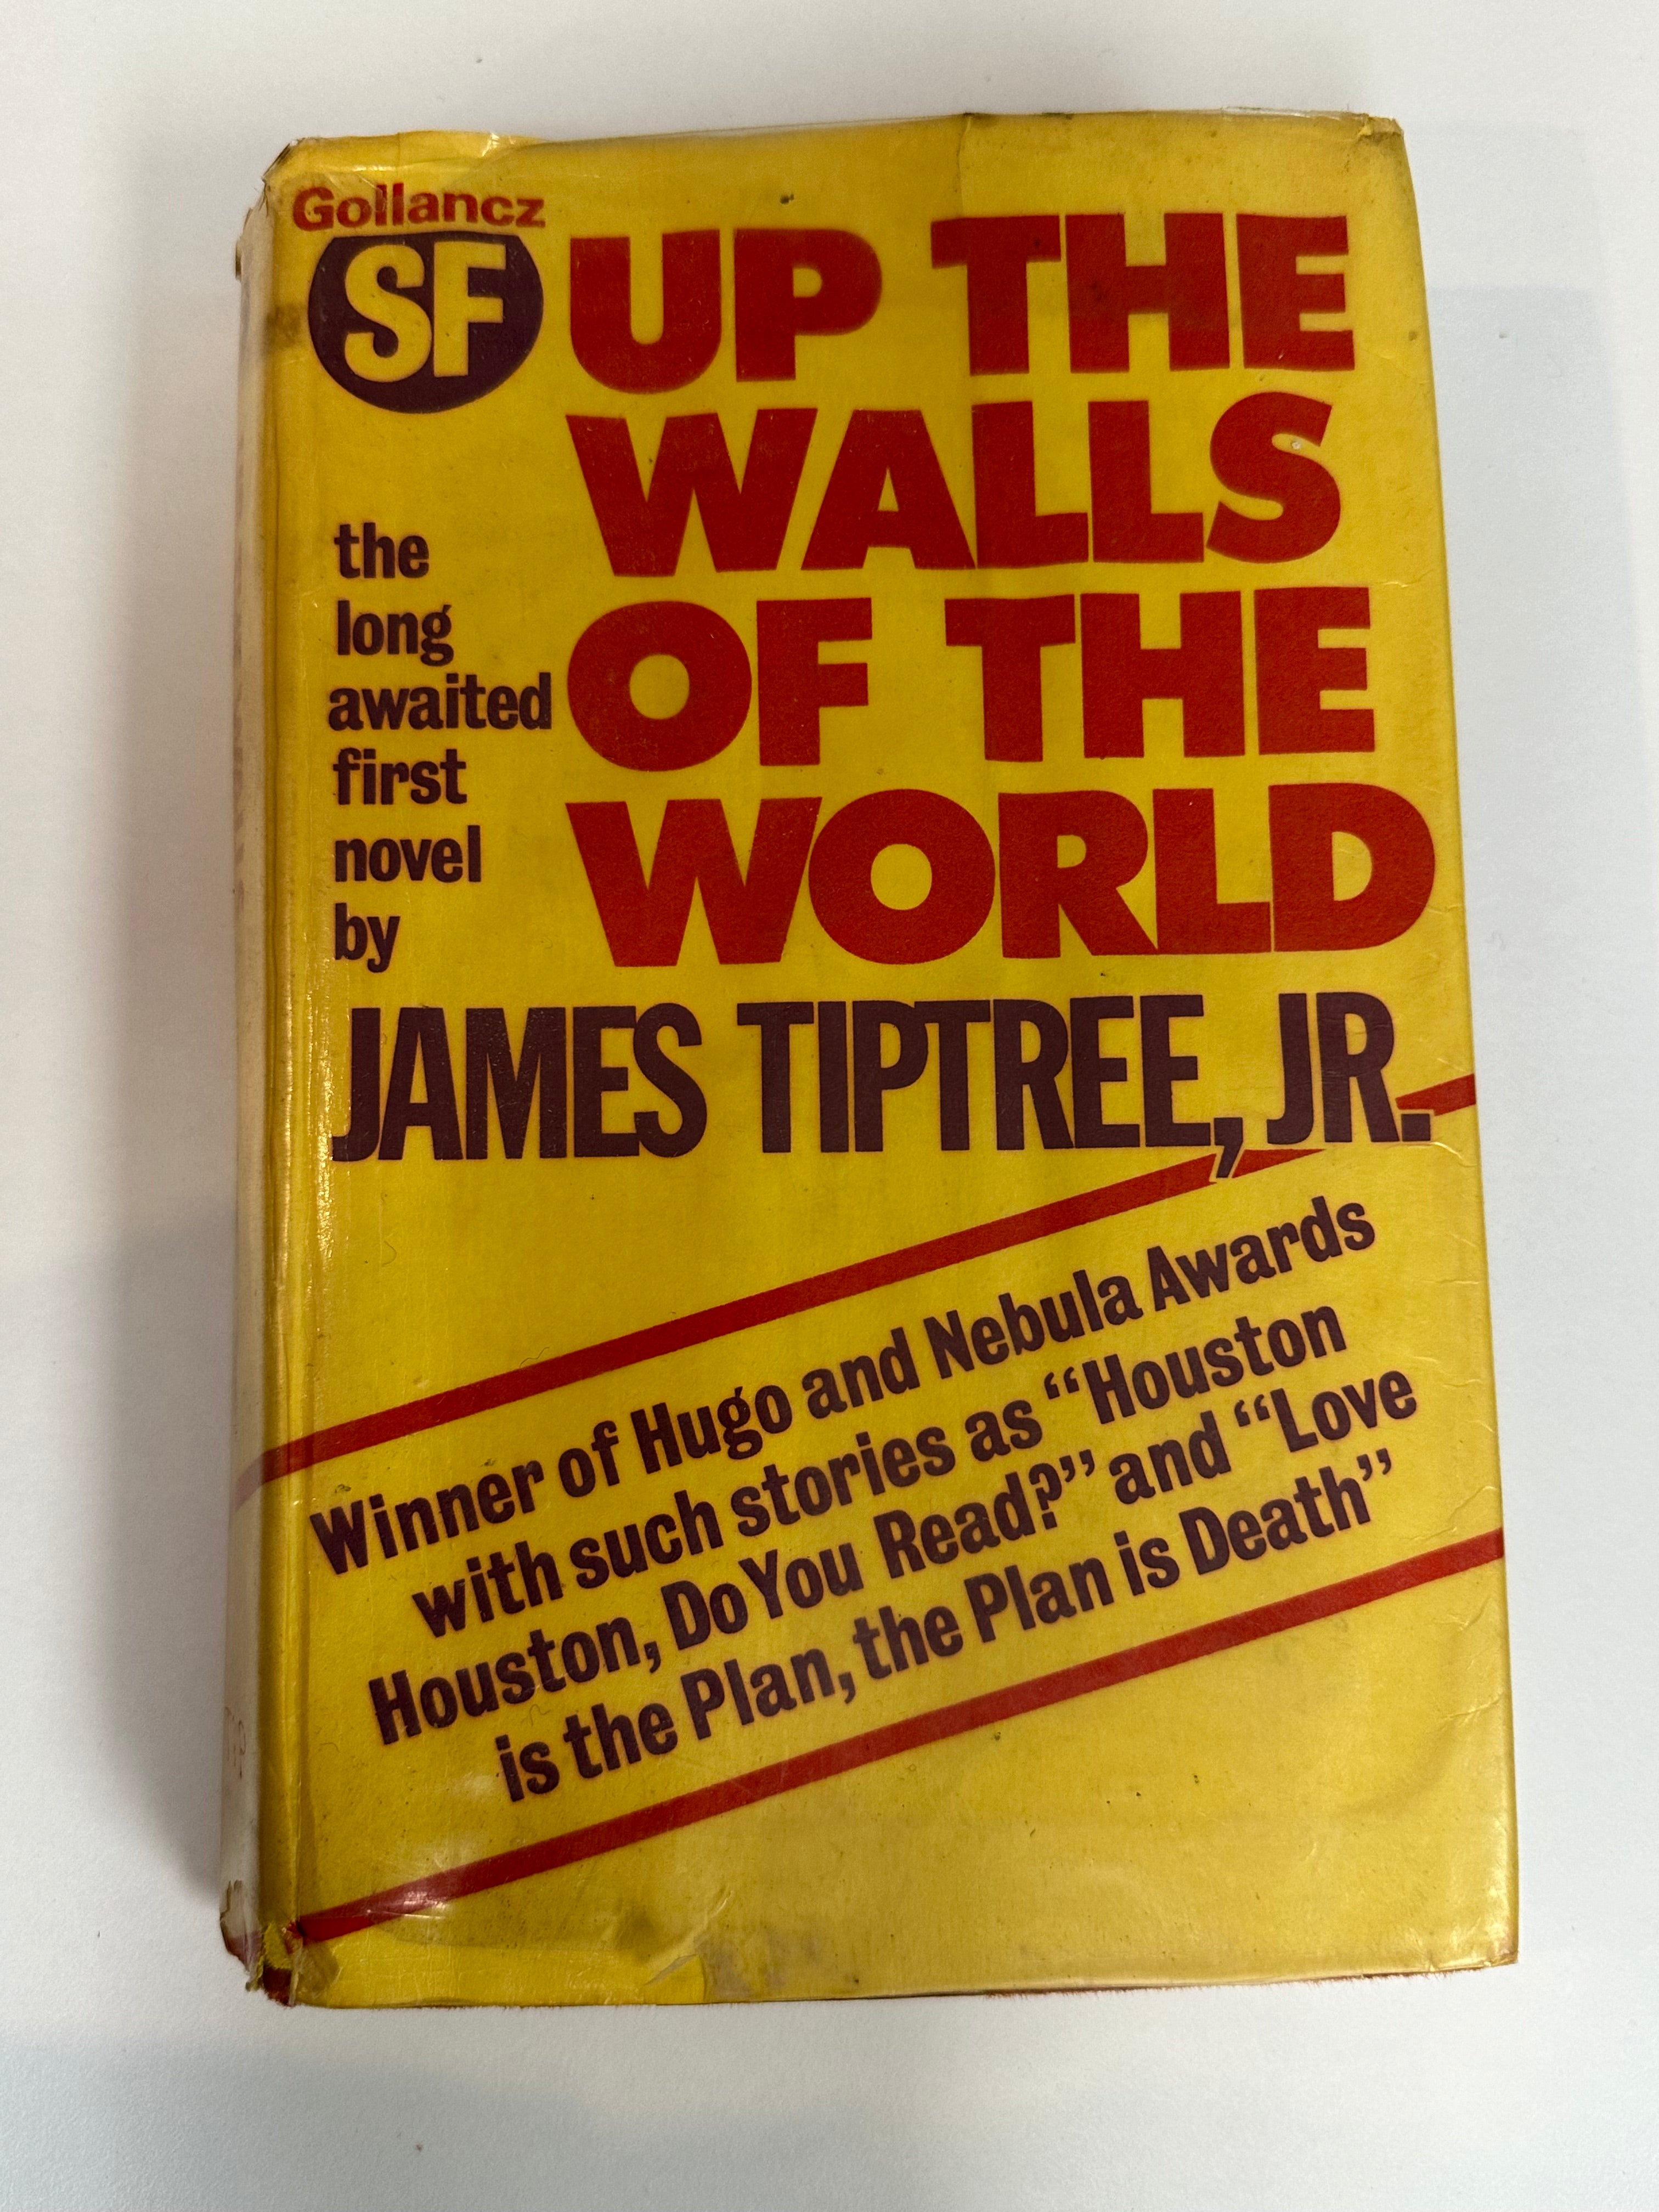 Gollancz
SF
UP THE
WALLS
OF THE
WORLD
the
long
awaited
first
novel
by
JAMES TIPTREE, JR.
Winner of Hugo and Nebula Awards
with such stories as “Houston
Houston, Do You Read?” and “Love
is the Plan, the Plan is Death”